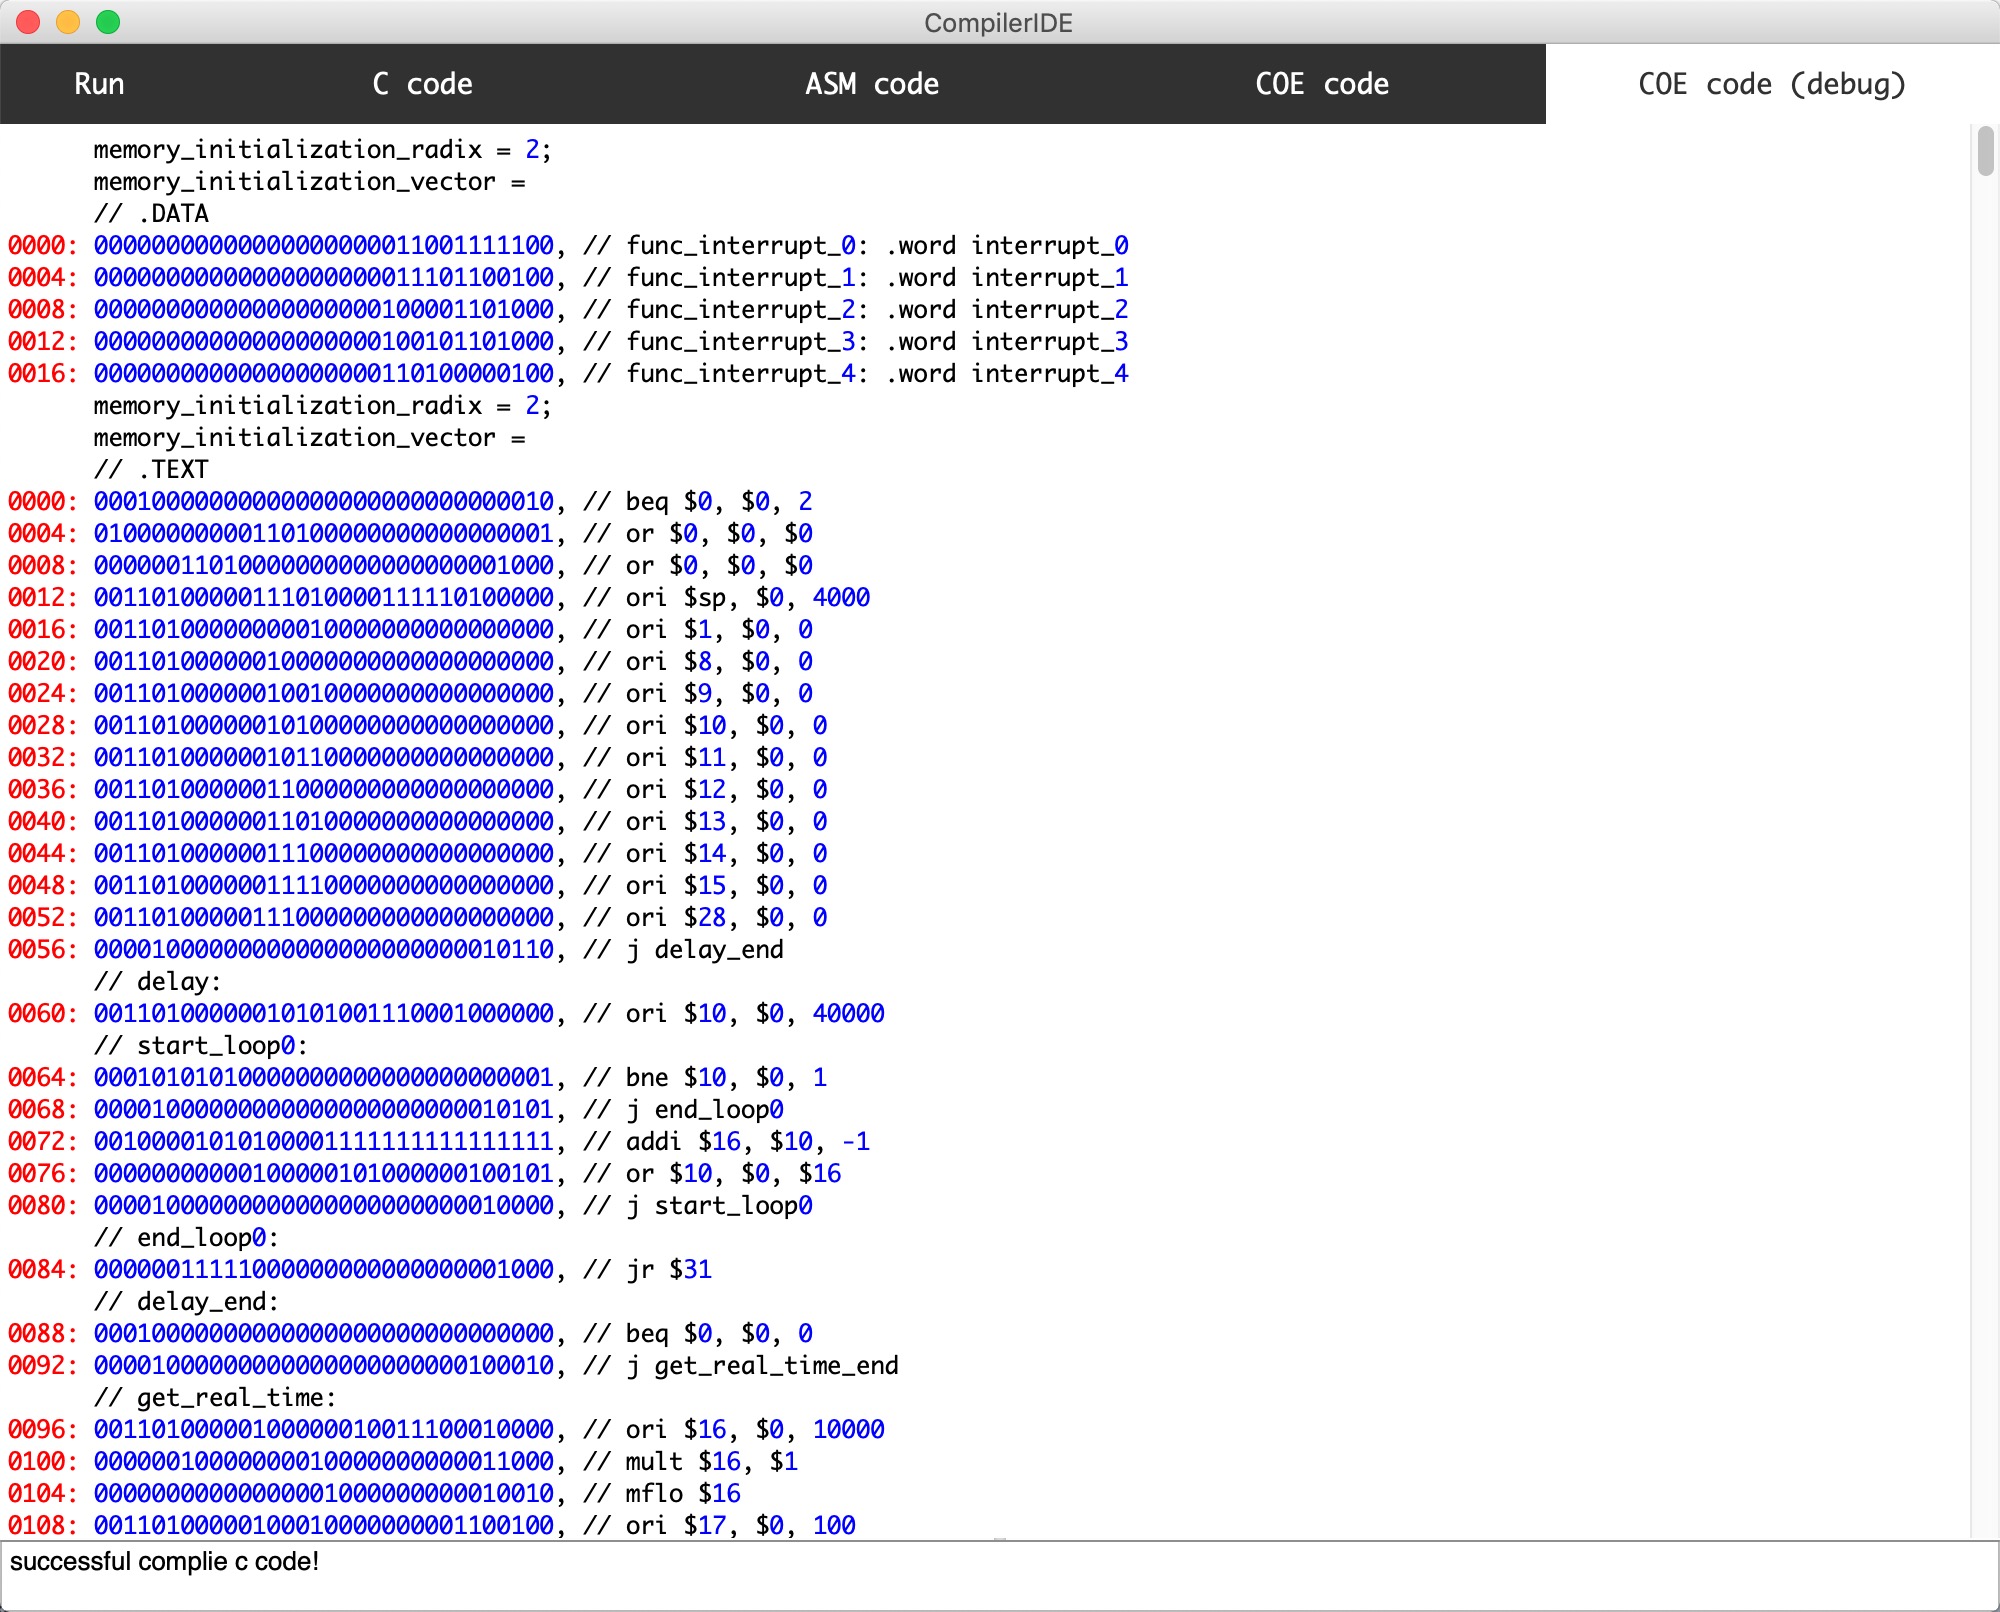 CompilerIDE
Run C code ASM code COE code COE code (debug)
memory_initialization_radix = 2;
memory_initialization_vector =
// .DATA
0000: 00000000000000000000011001111100, // func_interrupt_0: .word interrupt_0
0004: 00000000000000000000011101100100, // func_interrupt_1: .word interrupt_1
0008: 00000000000000000000100001101000, // func_interrupt_2: .word interrupt_2
0012: 00000000000000000000100101101000, // func_interrupt_3: .word interrupt_3
0016: 00000000000000000000110100000100, // func_interrupt_4: .word interrupt_4
memory_initialization_radix = 2;
memory_initialization_vector =
// .TEXT
0000: 00010000000000000000000000000010, // beq $0, $0, 2
0004: 01000000000110100000000000000001, // or $0, $0, $0
0008: 00000011010000000000000000001000, // or $0, $0, $0
0012: 00110100000111010000111110100000, // ori $sp, $0, 4000
0016: 00110100000000010000000000000000, // ori $1, $0, 0
0020: 00110100000010000000000000000000, // ori $8, $0, 0
0024: 00110100000010010000000000000000, // ori $9, $0, 0
0028: 00110100000010100000000000000000, // ori $10, $0, 0
0032: 00110100000010110000000000000000, // ori $11, $0, 0
0036: 00110100000011000000000000000000, // ori $12, $0, 0
0040: 00110100000011010000000000000000, // ori $13, $0, 0
0044: 00110100000011100000000000000000, // ori $14, $0, 0
0048: 00110100000011110000000000000000, // ori $15, $0, 0
0052: 00110100000111000000000000000000, // ori $28, $0, 0
0056: 00001000000000000000000000010110, // j delay_end
// delay:
0060: 00110100000010101001110001000000, // ori $10, $0, 40000
// start_loop0:
0064: 00010101010000000000000000000001, // bne $10, $0, 1
0068: 00001000000000000000000000010101, // j end_loop0
0072: 00100001010100001111111111111111, // addi $16, $10, -1
0076: 00000000000100000101000000100101, // or $10, $0, $16
0080: 00001000000000000000000000010000, // j start_loop0
// end_loop0:
0084: 00000011111000000000000000001000, // jr $31
// delay_end:
0088: 00010000000000000000000000000000, // beq $0, $0, 0
0092: 00001000000000000000000000100010, // j get_real_time_end
// get_real_time:
0096: 00110100000100000010011100010000, // ori $16, $0, 10000
0100: 00000010000000010000000000011000, // mult $16, $1
0104: 00000000000000001000000000010010, // mflo $16
0108: 00110100000100010000000001100100, // ori $17, $0, 100
successful complie c code!